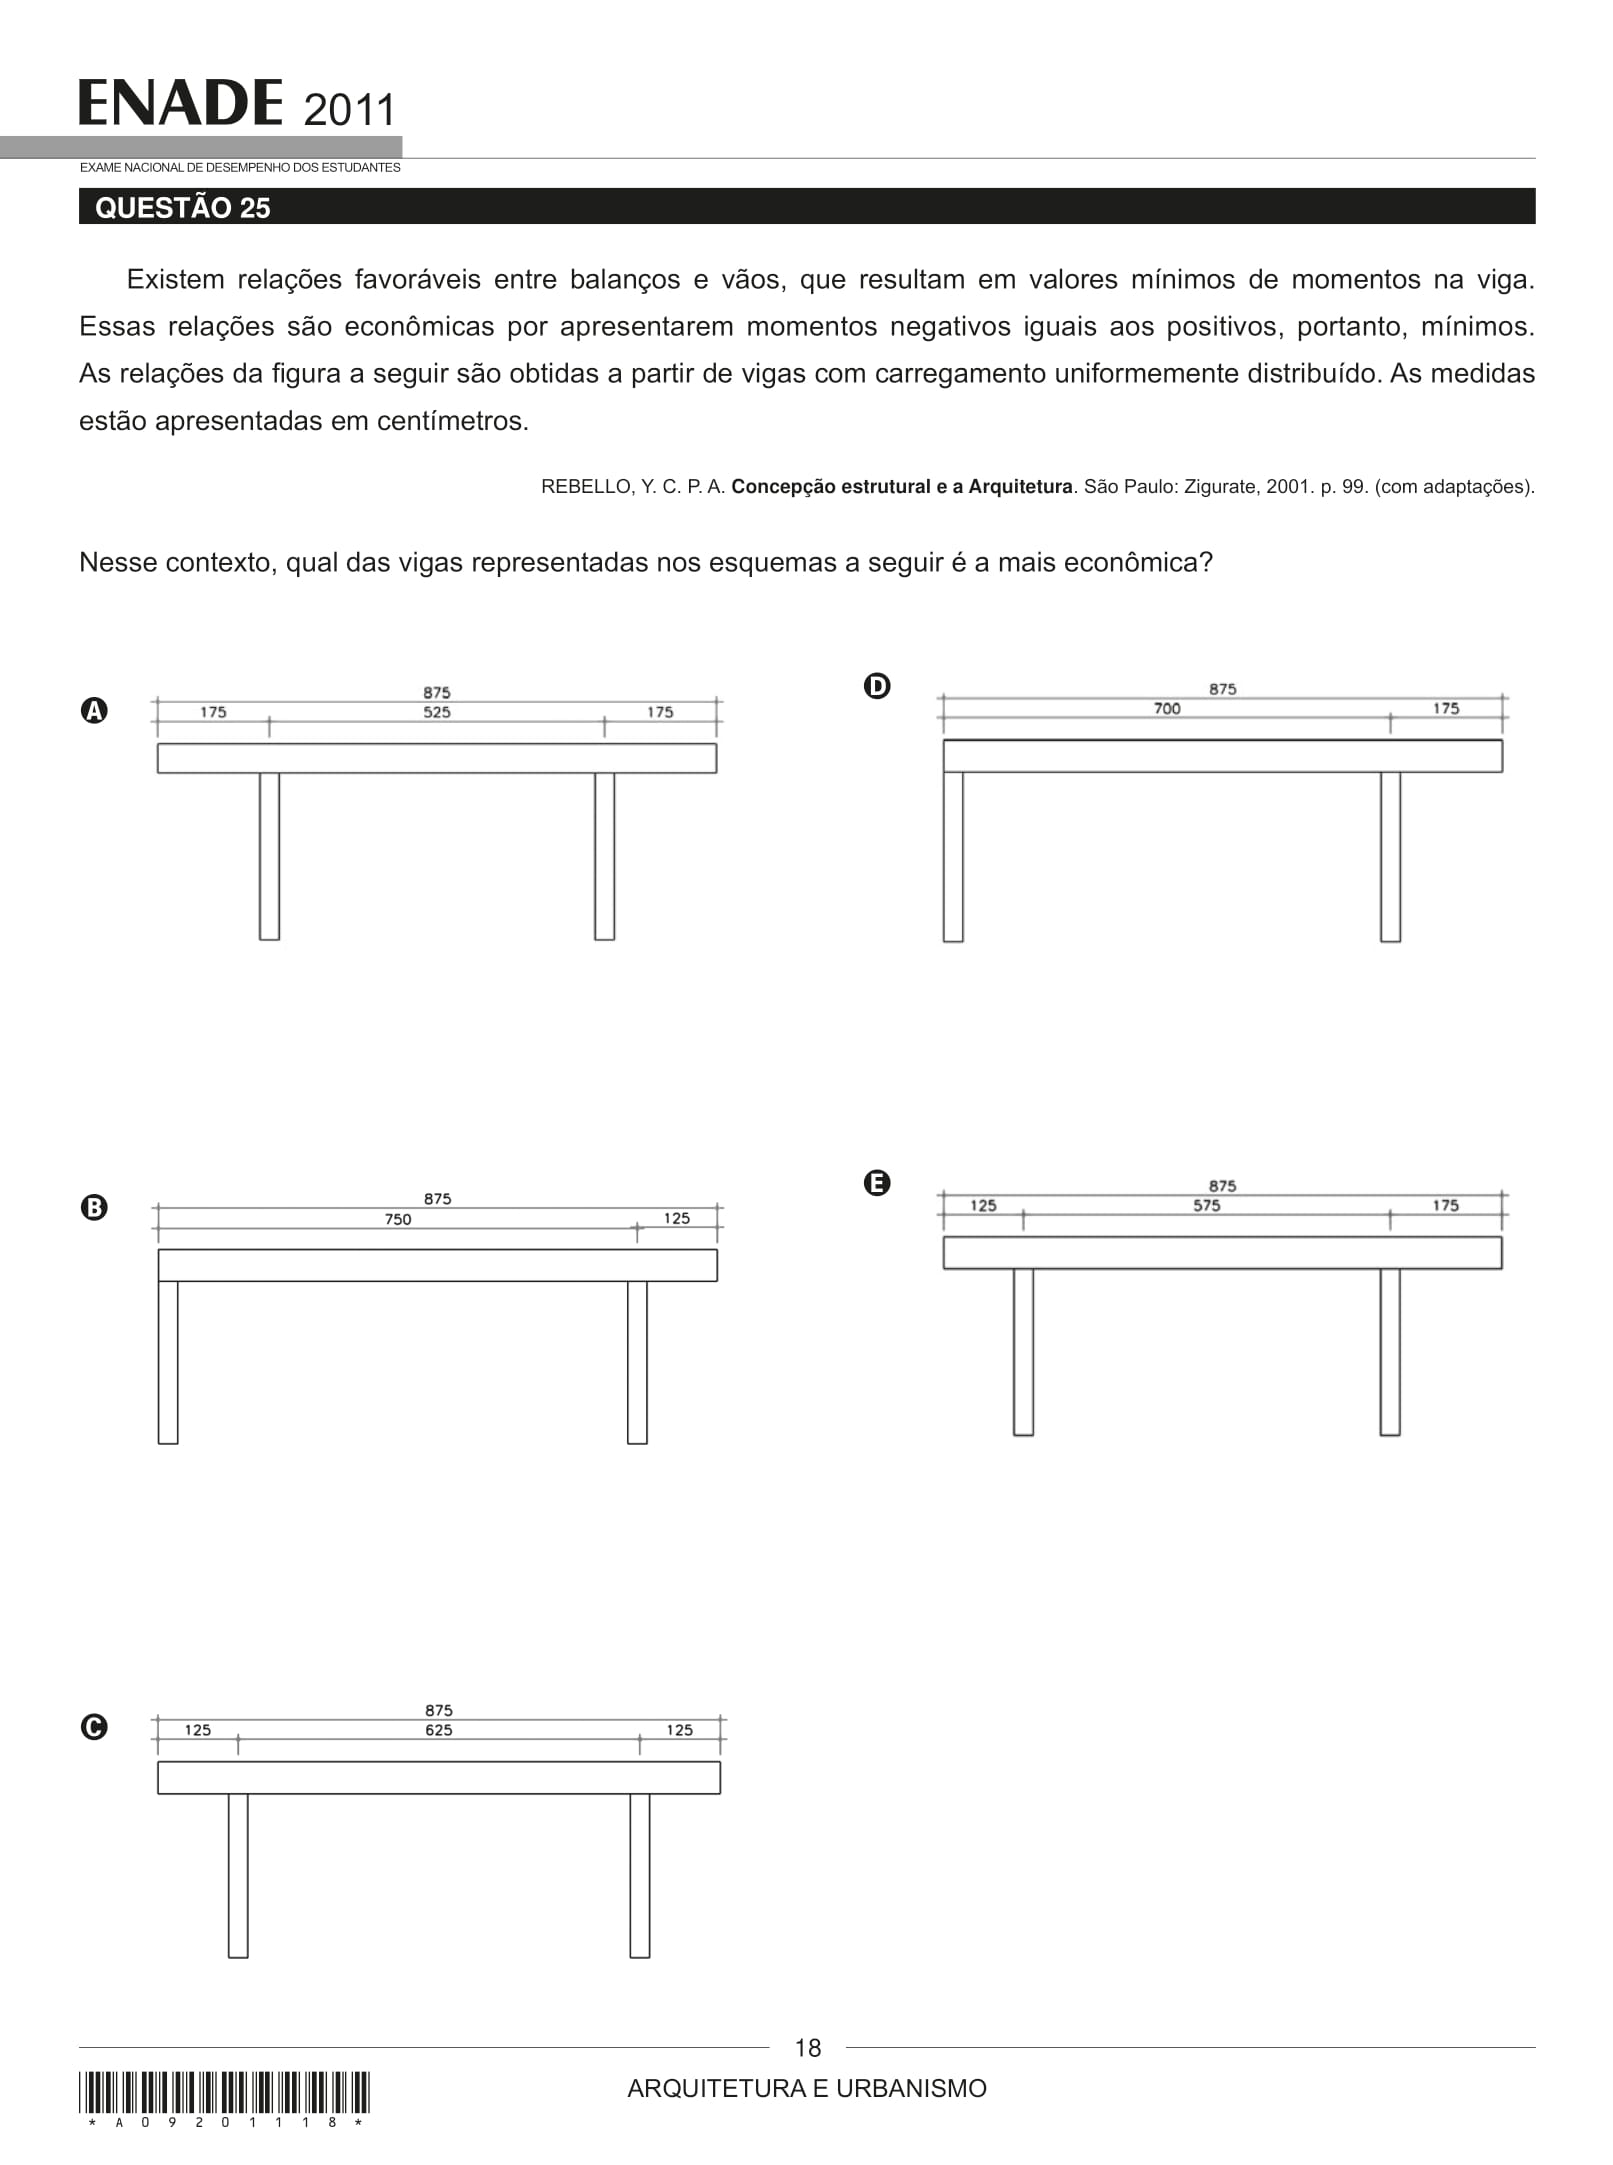 ENADE 2011
EXAME NACIONAL DE DESEMPENHO DOS ESTUDANTES
QUESTÃO 25
Existem relações favoráveis entre balanços e vãos, que resultam em valores mínimos de momentos na viga.
Essas relações são econômicas por apresentarem momentos negativos iguais aos positivos, portanto, mínimos.
As relações da figura a seguir são obtidas a partir de vigas com carregamento uniformemente distribuído. As medidas
estão apresentadas em centímetros.
REBELLO, Y. C. P. A. Concepção estrutural e a Arquitetura. São Paulo: Zigurate, 2001. p. 99. (com adaptações).
Nesse contexto, qual das vigas representadas nos esquemas a seguir é a mais econômica?
A
875
175 525 175
D
875
700 175
B
875
750 125
E
875
125 575 175
C
875
125 625 125
18
ARQUITETURA E URBANISMO
* A 0 9 2 0 1 1 1 8 *